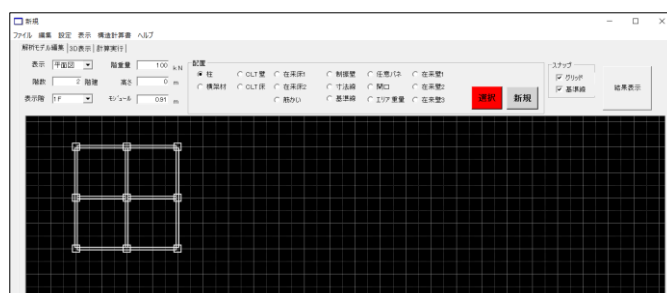 新規
ファイル 編集 設定 表示 構造計算書 ヘルプ
解析モデル編集 3D表示 計算実行
表示 平面図 階重量 100 kN
階数 2 階建 高さ 0 m
表示階 1F モジュール 0.91 m
配置
柱 CLT壁 在来床1 制振壁 任意バネ 在来壁1
横架材 CLT床 在来床2 寸法線 開口 在来壁2
筋かい 基準線 エリア重量 在来壁3
選択 新規
スナップ
グリッド
基準線
結果表示